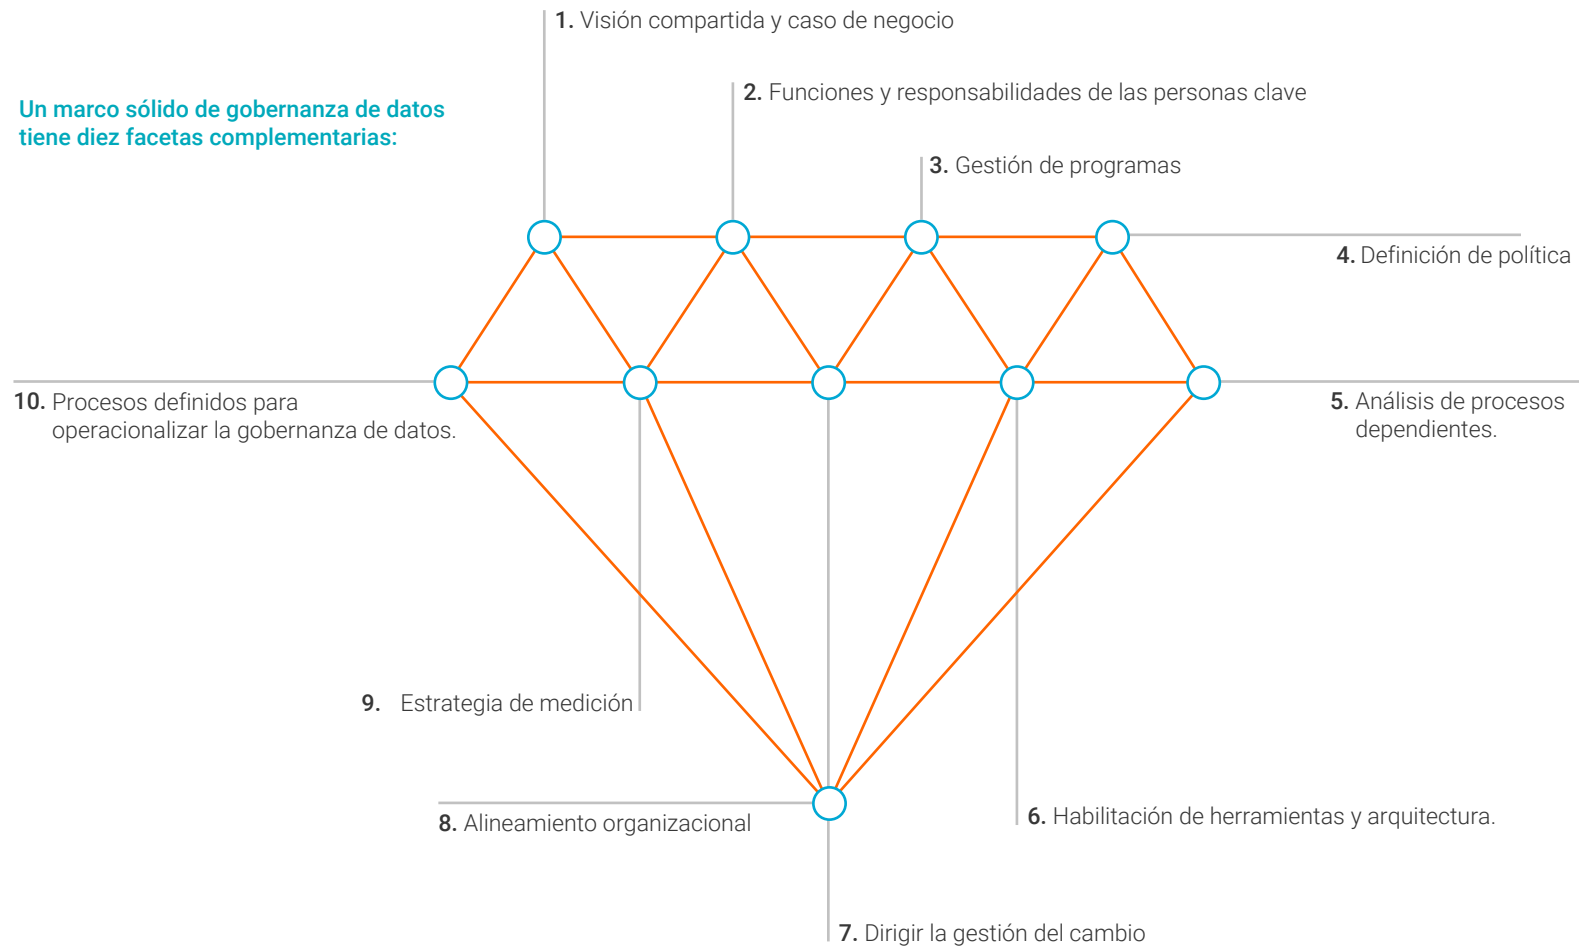 1. Visión compartida y caso de negocio
2. Funciones y responsabilidades de las personas clave
Un marco sólido de gobernanza de datos
tiene diez facetas complementarias:
3. Gestión de programas
4. Definición de política
10. Procesos definidos para
operacionalizar la gobernanza de datos.
5. Análisis de procesos
dependientes.
9. Estrategia de medición
8. Alineamiento organizacional
6. Habilitación de herramientas y arquitectura.
7. Dirigir la gestión del cambio